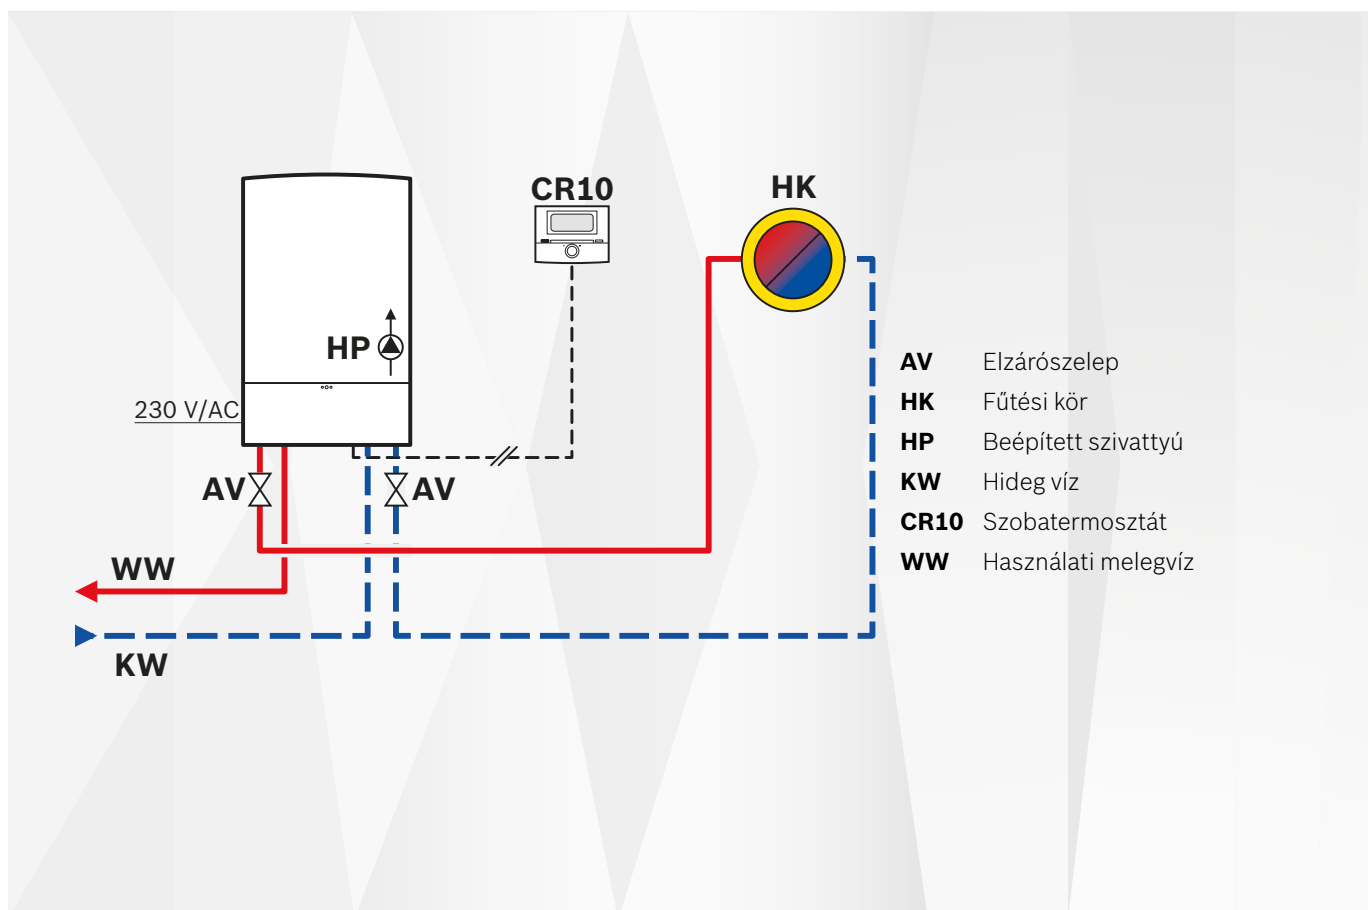 CR10
HK
HP
230 V/AC
AV
AV
WW
KW
AV Elzárószelep
HK Fűtési kör
HP Beépített szivattyú
KW Hideg víz
CR10 Szobatermosztát
WW Használati melegvíz